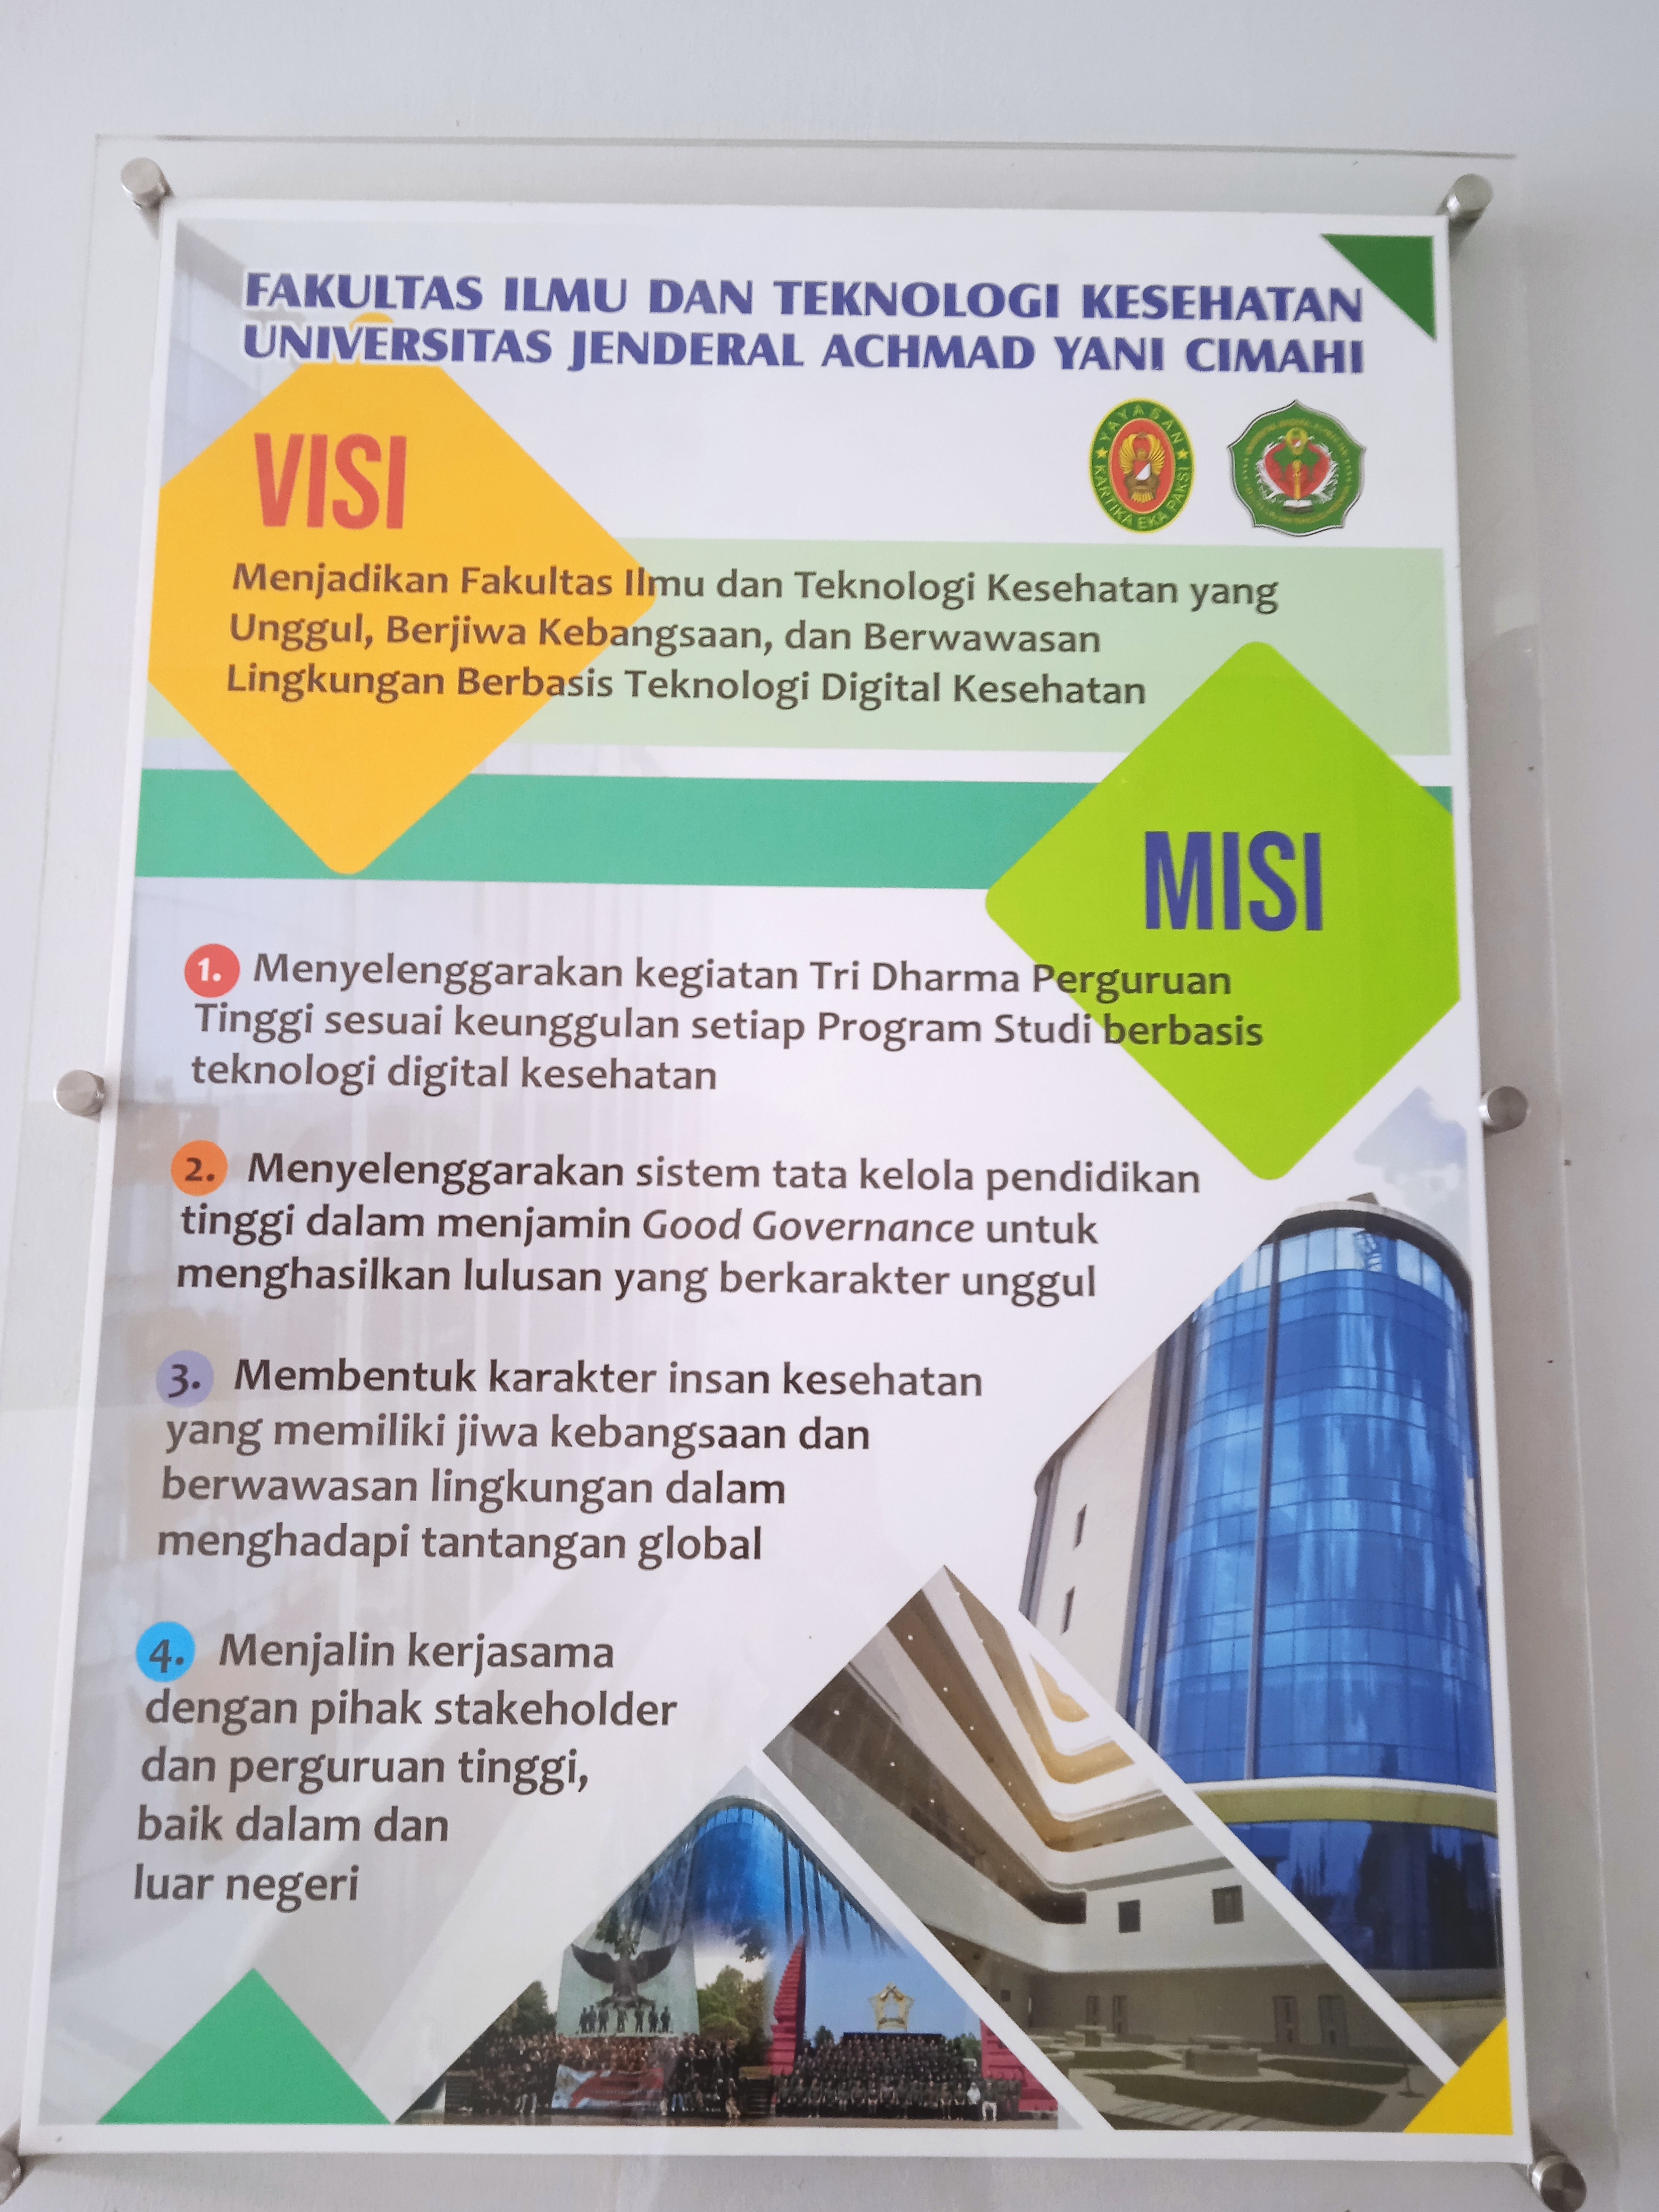 FAKULTAS ILMU DAN TEKNOLOGI KESEHATAN
UNIVERSITAS JENDERAL ACHMAD YANI CIMAHI
YAYASAN
KARTIKA EKA PAKSI
VISI
Menjadikan Fakultas Ilmu dan Teknologi Kesehatan yang
Unggul, Berjiwa Kebangsaan, dan Berwawasan
Lingkungan Berbasis Teknologi Digital Kesehatan
MISI
1. Menyelenggarakan kegiatan Tri Dharma Perguruan
Tinggi sesuai keunggulan setiap Program Studi berbasis
teknologi digital kesehatan
2. Menyelenggarakan sistem tata kelola pendidikan
tinggi dalam menjamin Good Governance untuk
menghasilkan lulusan yang berkarakter unggul
3. Membentuk karakter insan kesehatan
yang memiliki jiwa kebangsaan dan
berwawasan lingkungan dalam
menghadapi tantangan global
4. Menjalin kerjasama
dengan pihak stakeholder
dan perguruan tinggi,
baik dalam dan
luar negeri